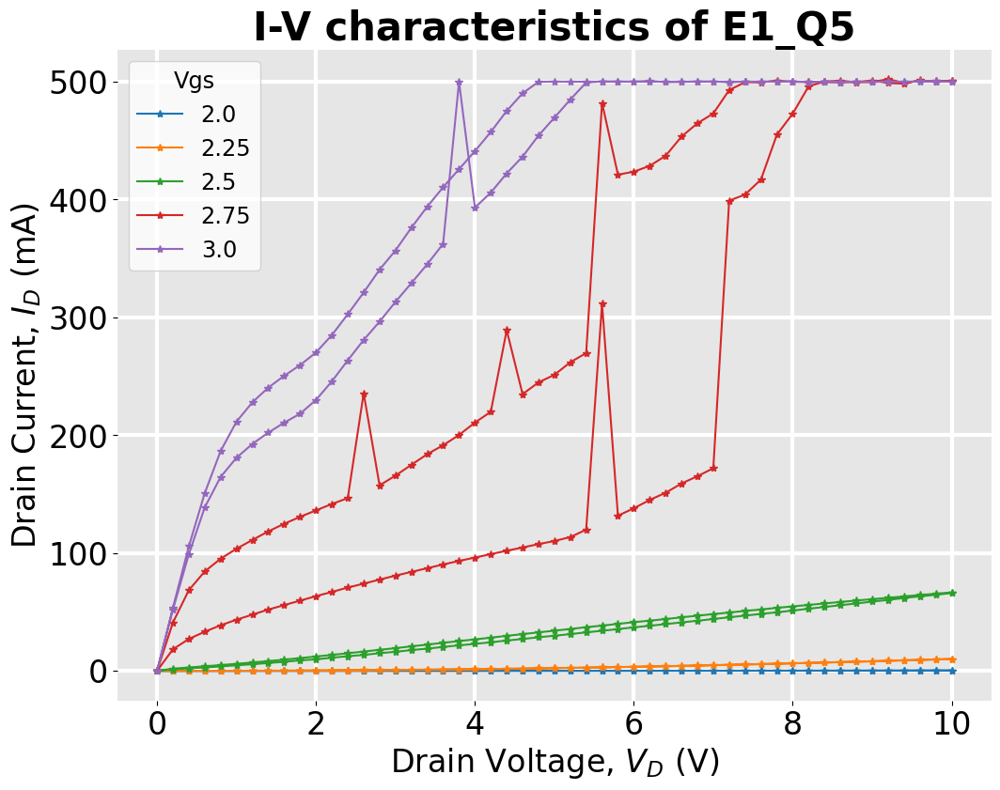 I-V characteristics of E1_Q5
Vgs
2.0
2.25
2.5
2.75
3.0
Drain Current, I_D (mA)
500
400
300
200
100
0
0 2 4 6 8 10
Drain Voltage, V_D (V)